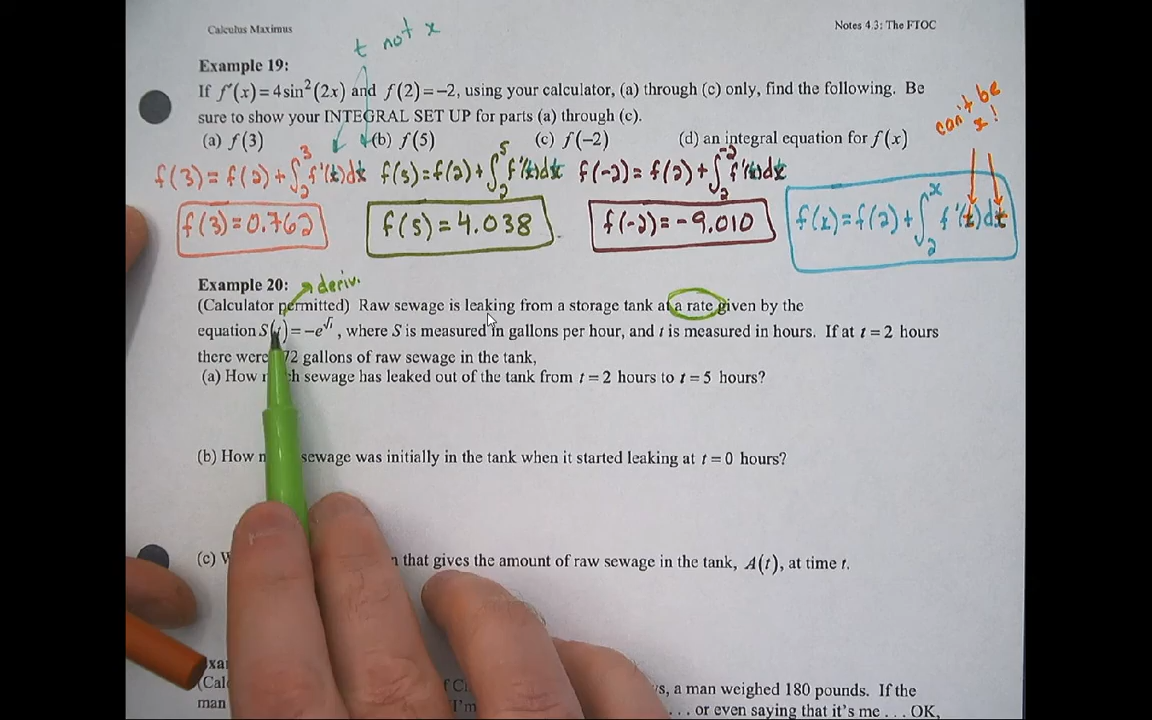 Calculus Maximus
Notes 4.3: The FTOC
t not x
Example 19:
If f′(x) = 4sin²(2x) and f(2) = −2, using your calculator, (a) through (c) only, find the following. Be
sure to show your INTEGRAL SET UP for parts (a) through (c).
can't be
x!
(a) f(3) (b) f(5) (c) f(−2) (d) an integral equation for f(x)
f(3) = f(2) + ∫₂³ f'(t)dt f(5) = f(2) + ∫₂⁵ f'(t)dt f(-2) = f(2) + ∫₂⁻² f'(t)dt
f(3) = 0.762 f(5) = 4.038 f(-2) = -9.010 f(x) = f(2) + ∫₂ˣ f'(t)dt
Example 20: deriv.
(Calculator permitted) Raw sewage is leaking from a storage tank at a rate given by the
equation S(t) = −e^√t, where S is measured in gallons per hour, and t is measured in hours. If at t = 2 hours
there were 72 gallons of raw sewage in the tank,
(a) How sewage has leaked out of the tank from t = 2 hours to t = 5 hours?
(b) How sewage was initially in the tank when it started leaking at t = 0 hours?
(c) that gives the amount of raw sewage in the tank, A(t), at time t.
a man weighed 180 pounds. If the
man I'm ... or even saying that it's me ... OK,